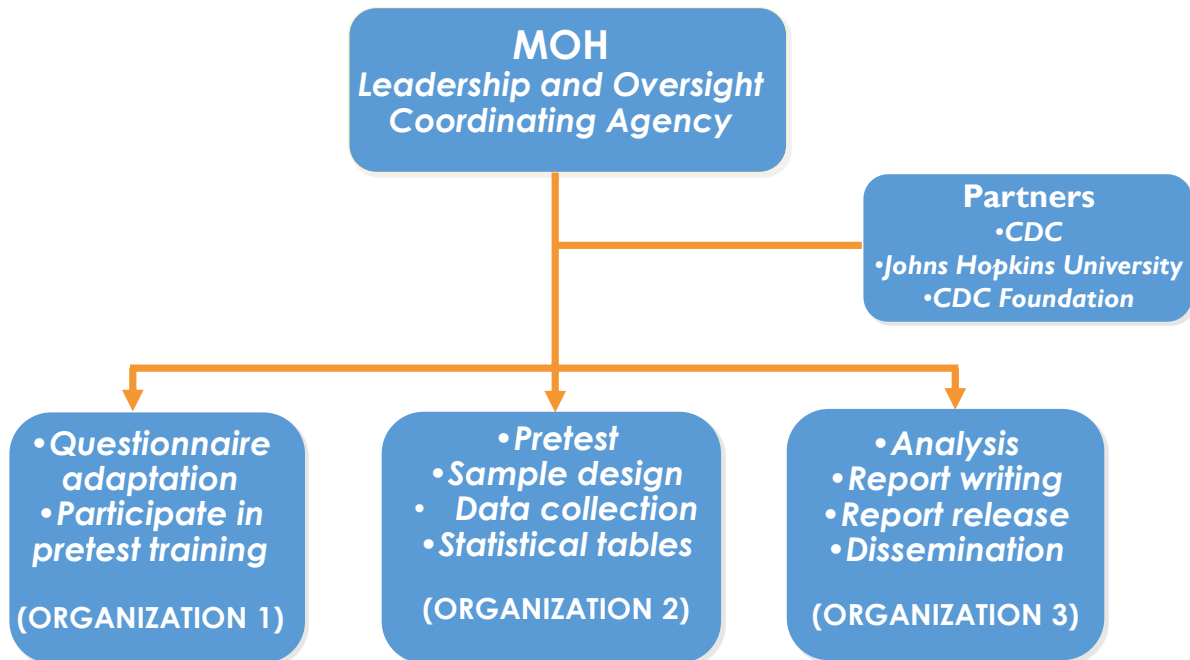 MOH
Leadership and Oversight
Coordinating Agency
Partners
•CDC
•Johns Hopkins University
•CDC Foundation
•Questionnaire
adaptation
•Participate in
pretest training
(ORGANIZATION 1)
•Pretest
•Sample design
• Data collection
•Statistical tables
(ORGANIZATION 2)
•Analysis
•Report writing
•Report release
•Dissemination
(ORGANIZATION 3)